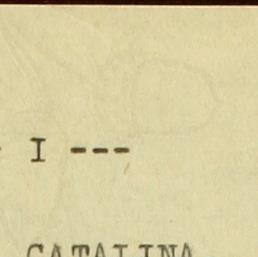 - I ---
CATALINA